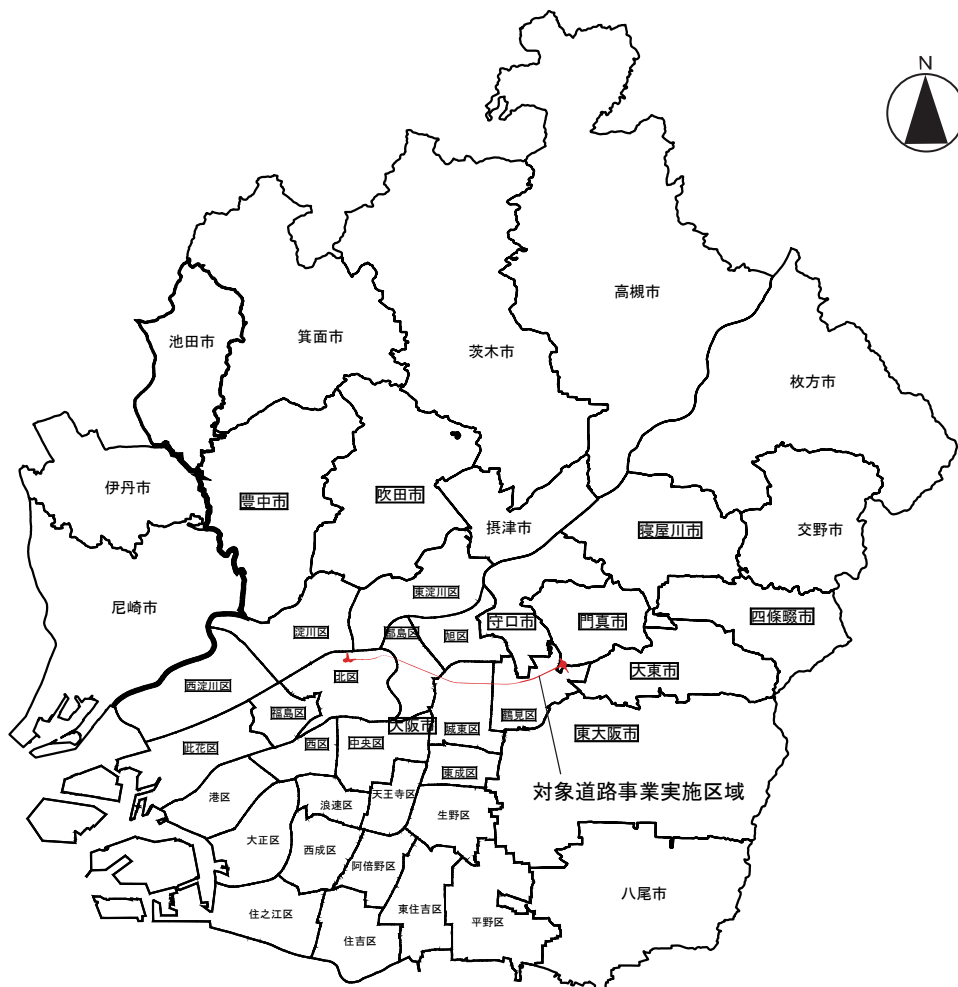 N
高槻市
池田市
箕面市
茨木市
枚方市
伊丹市
豊中市
吹田市
摂津市
寝屋川市
交野市
尼崎市
東淀川区
淀川区
都島区
旭区
守口市
門真市
四條畷市
西淀川区
北区
大東市
福島区
大阪市
鶴見区
此花区
西区
中央区
城東区
東大阪市
東成区
港区
浪速区
天王寺区
生野区
対象道路事業実施区域
大正区
西成区
阿倍野区
八尾市
住之江区
東住吉区
平野区
住吉区